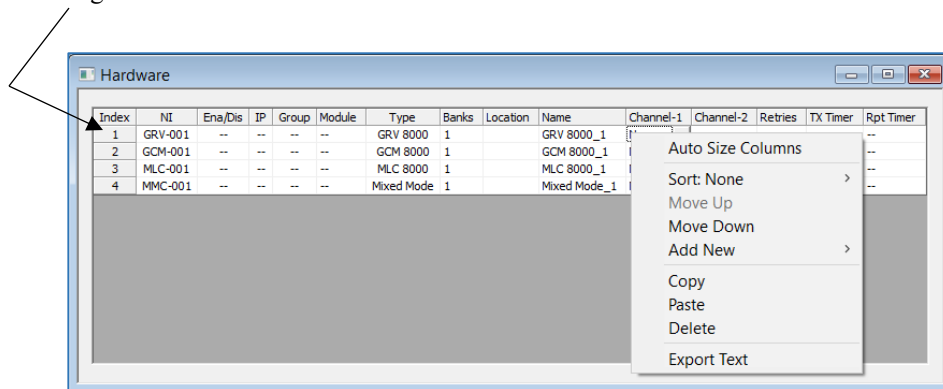 Hardware
Index NI Ena/Dis IP Group Module Type Banks Location Name Channel-1 Channel-2 Retries TX Timer Rpt Timer
1 GRV-001 -- -- -- -- GRV 8000 1 GRV 8000_1 --
2 GCM-001 -- -- -- -- GCM 8000 1 GCM 8000_1 --
3 MLC-001 -- -- -- -- MLC 8000 1 MLC 8000_1 --
4 MMC-001 -- -- -- -- Mixed Mode 1 Mixed Mode_1 --
Auto Size Columns
Sort: None >
Move Up
Move Down
Add New >
Copy
Paste
Delete
Export Text